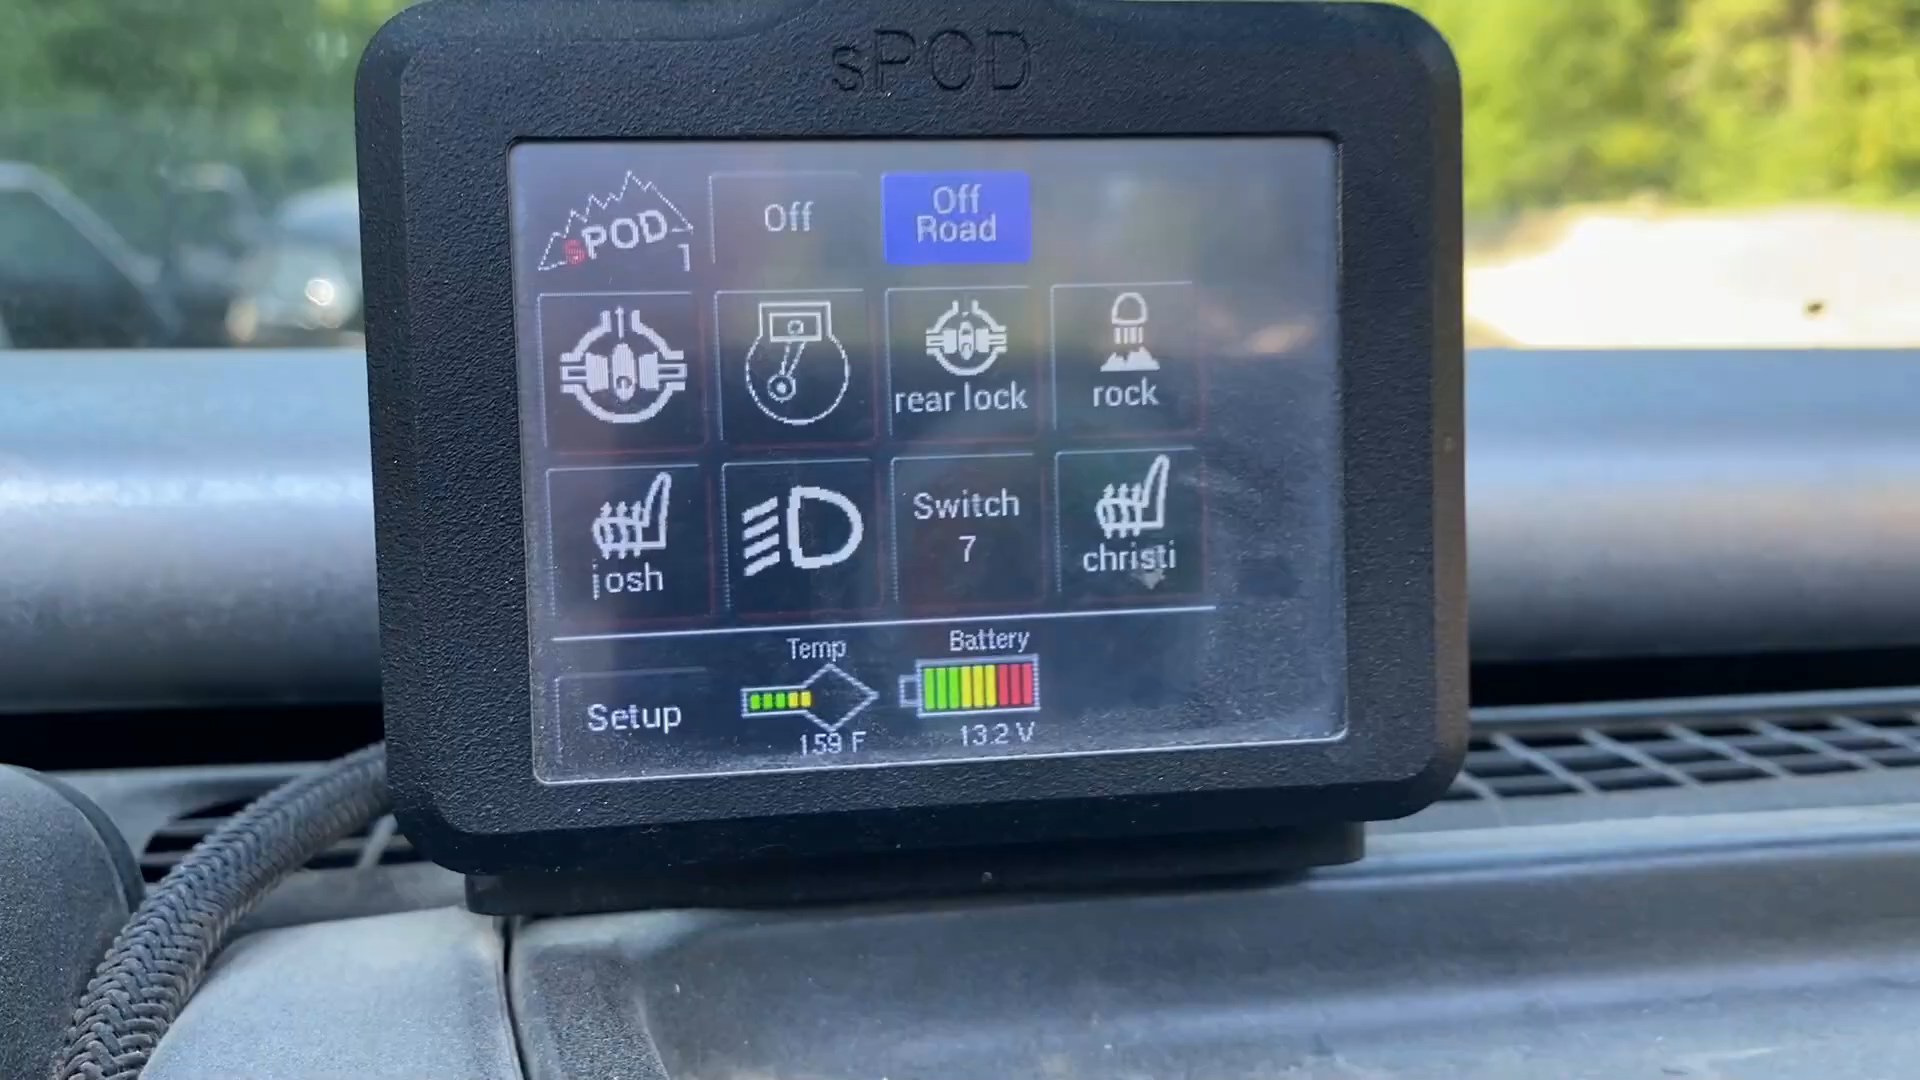 sPOD
sPOD
1
Off
Off
Road
rear lock
rock
josh
Switch
7
christi
Temp
Battery
Setup
159 F
13.2 V